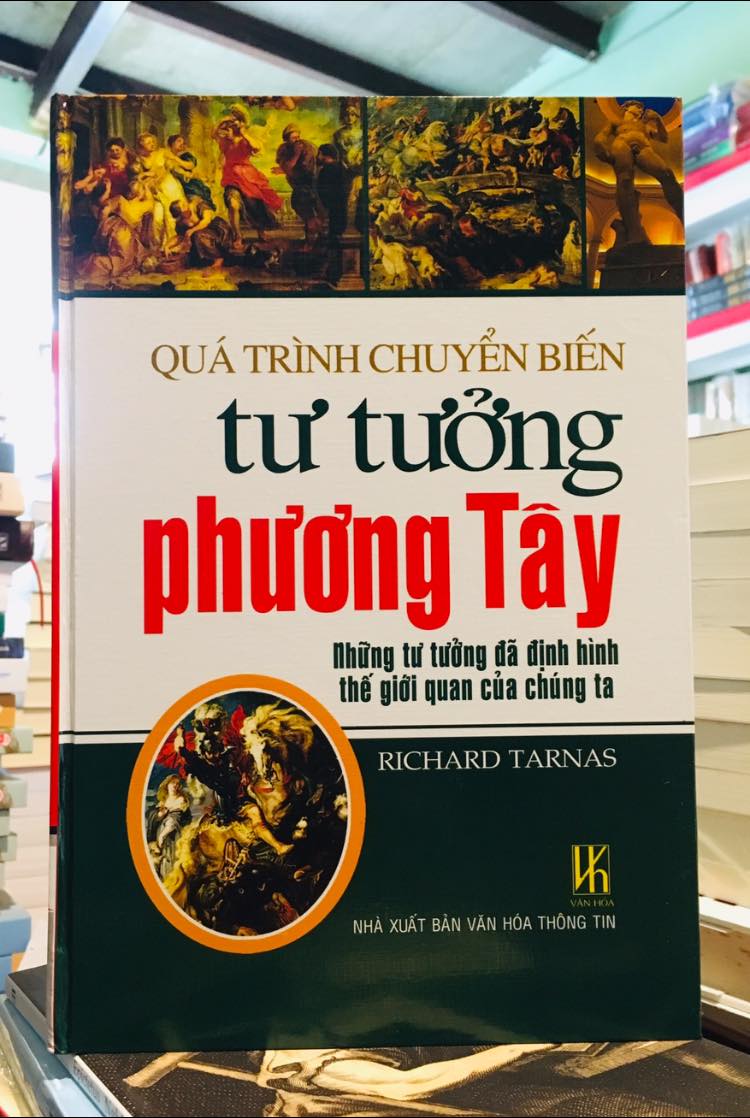 QUÁ TRÌNH CHUYỂN BIẾN
tư tưởng
phương Tây
Những tư tưởng đã định hình
thế giới quan của chúng ta
RICHARD TARNAS
VH
VĂN HÓA
NHÀ XUẤT BẢN VĂN HÓA THÔNG TIN